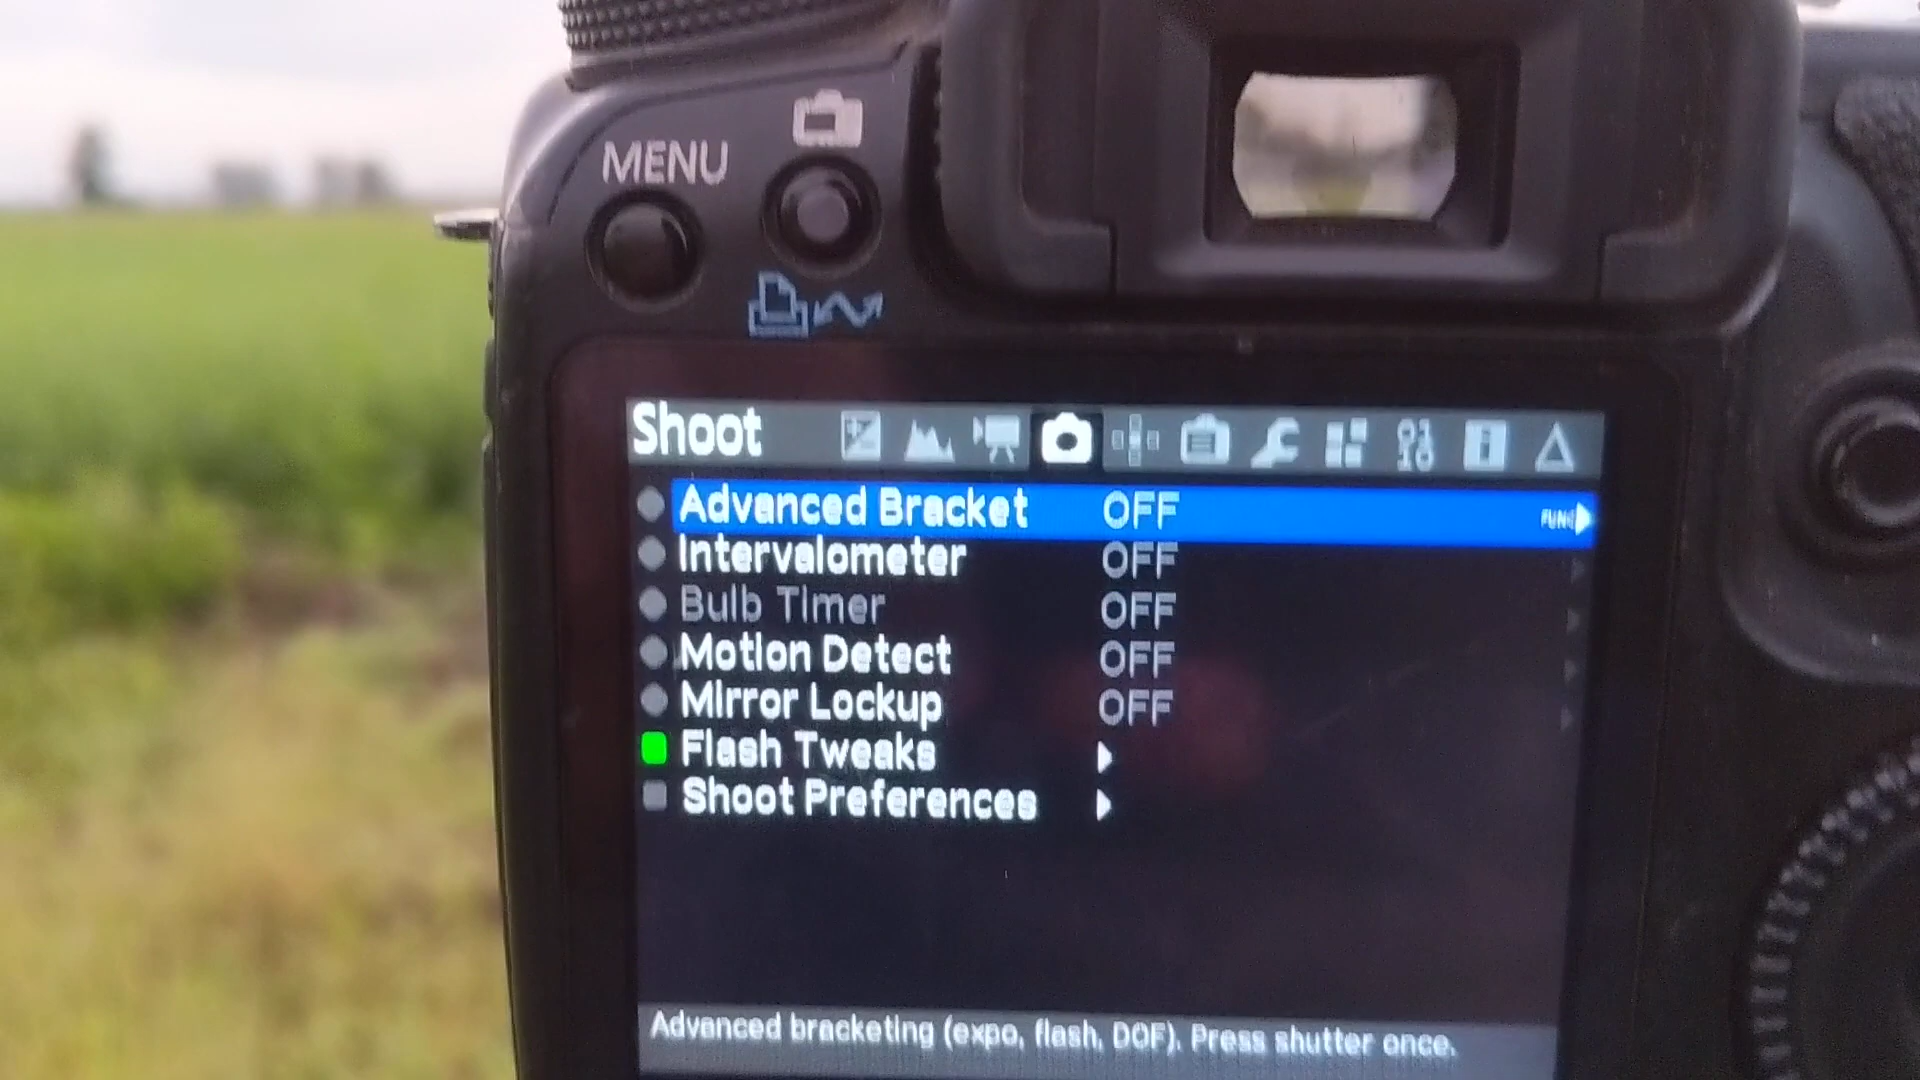 MENU
Shoot
Advanced Bracket OFF
Intervalometer OFF
Bulb Timer OFF
Motion Detect OFF
Mirror Lockup OFF
Flash Tweaks
Shoot Preferences
Advanced bracketing (expo, flash, DOF). Press shutter once.